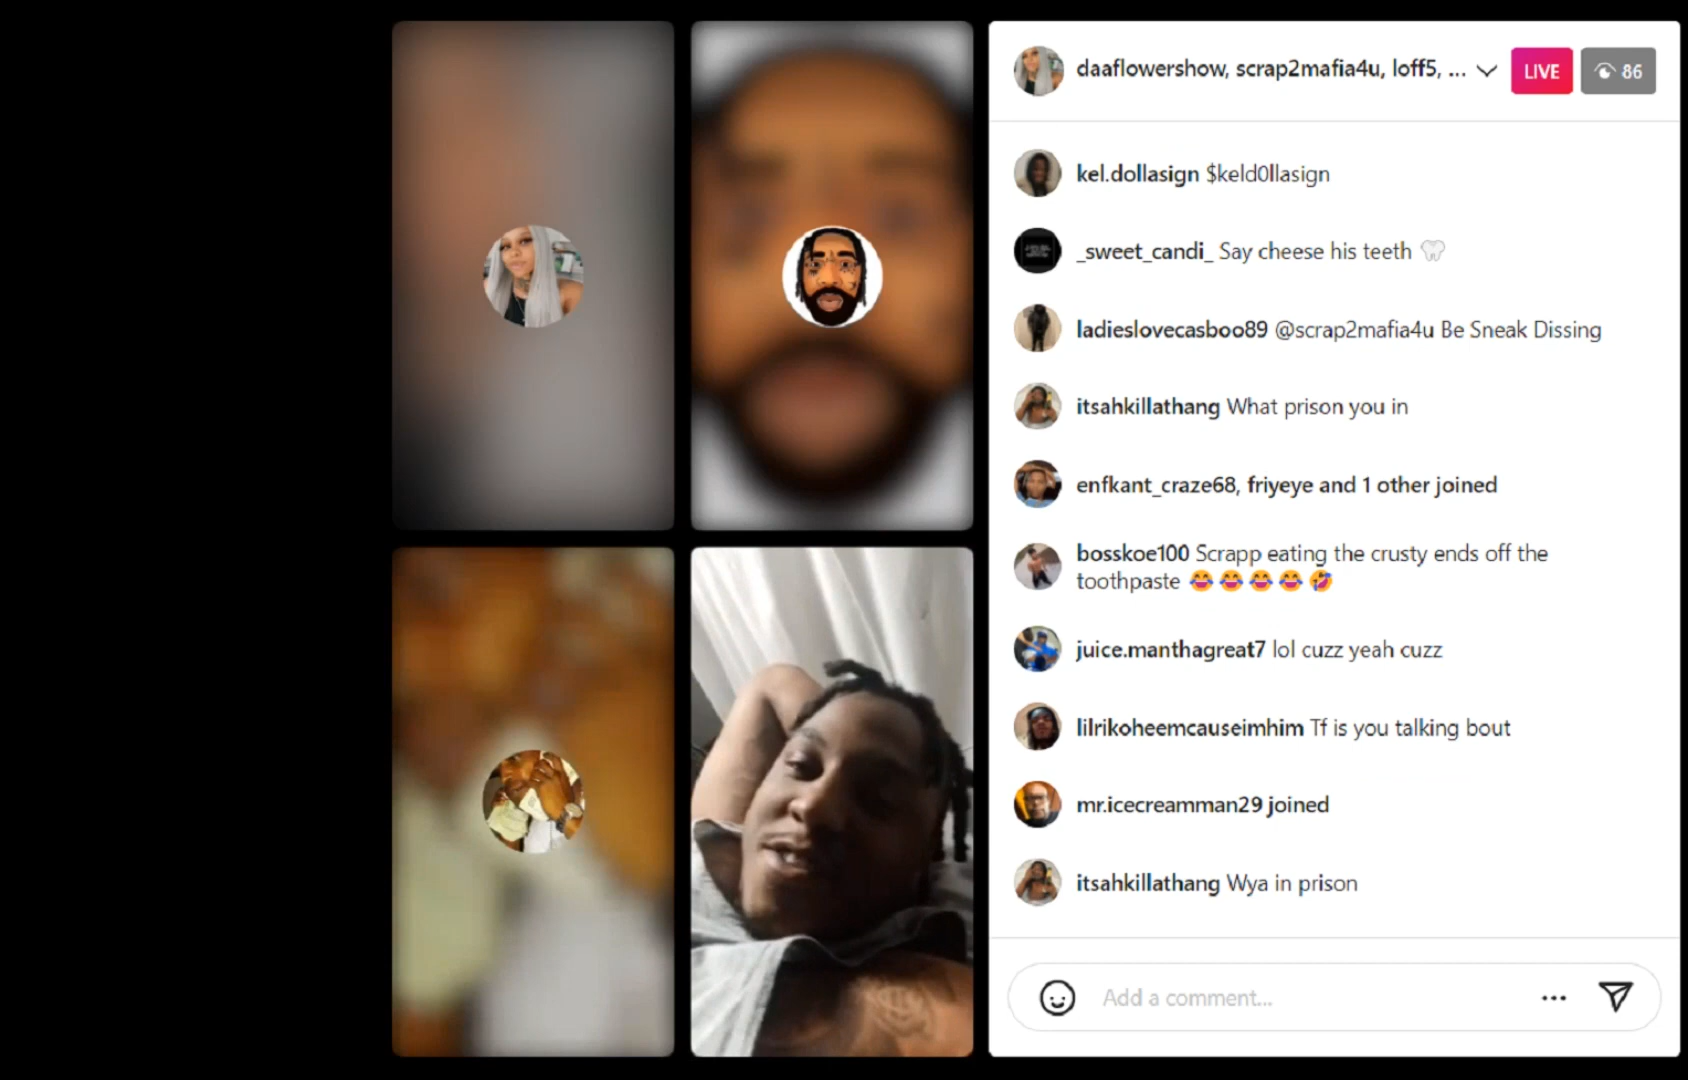 daaflowershow, scrap2mafia4u, loff5, ...
LIVE
86
kel.dollasign $keld0llasign
_sweet_candi_ Say cheese his teeth 🦷
ladieslovecasboo89 @scrap2mafia4u Be Sneak Dissing
itsahkillathang What prison you in
enfkant_craze68, friyeye and 1 other joined
bosskoe100 Scrapp eating the crusty ends off the
toothpaste 😂😂😂😂🤣
juice.manthagreat7 lol cuzz yeah cuzz
lilrikoheemcauseimhim Tf is you talking bout
mr.icecreamman29 joined
itsahkillathang Wya in prison
Add a comment...